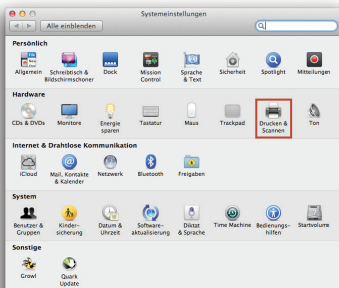 Systemeinstellungen
Alle einblenden
Persönlich
Allgemein Schreibtisch & Bildschirmschoner Dock Mission Control Sprache & Text Sicherheit Spotlight Mitteilungen
Hardware
CDs & DVDs Monitore Energie sparen Tastatur Maus Trackpad Drucken & Scannen Ton
Internet & Drahtlose Kommunikation
iCloud Mail, Kontakte & Kalender Netzwerk Bluetooth Freigaben
System
Benutzer & Gruppen Kinder- sicherung Datum & Uhrzeit Software- aktualisierung Diktat & Sprache Time Machine Bedienungs- hilfen Startvolume
Sonstige
Growl Quark Update